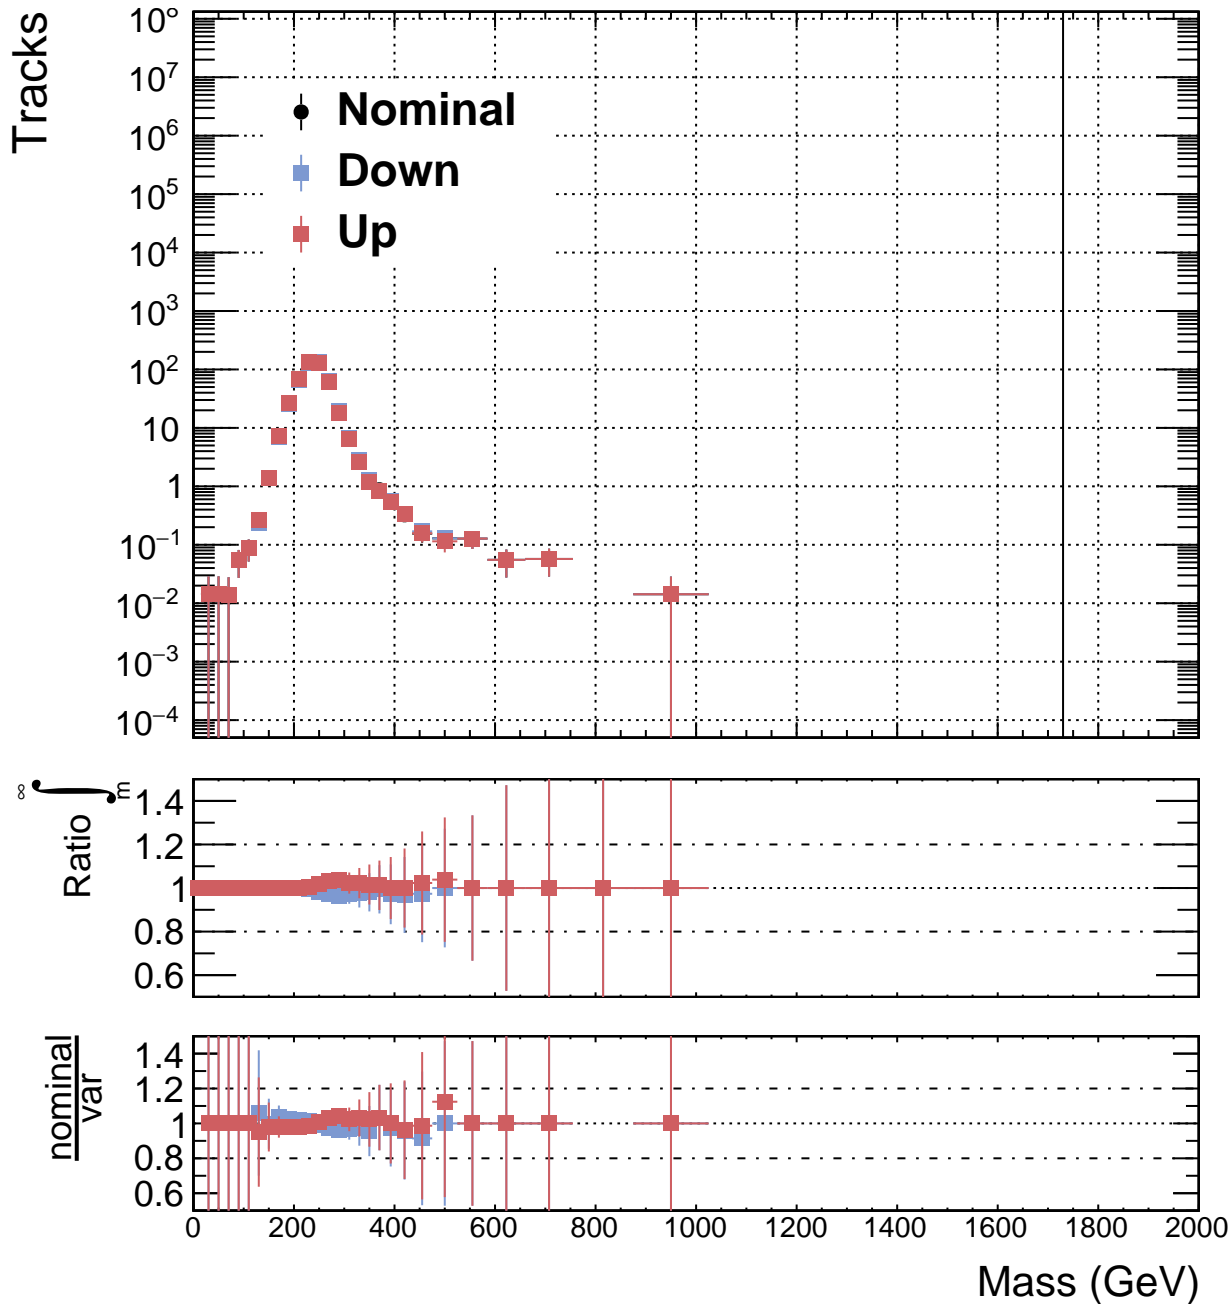 Tracks
10⁸
10⁷
10⁶
10⁵
10⁴
10³
10²
10
1
10⁻¹
10⁻²
10⁻³
10⁻⁴
Nominal
Down
Up
Ratio ∫
m
∞
1.4
1.2
1
0.8
0.6
nominal
var
1.4
1.2
1
0.8
0.6
0 200 400 600 800 1000 1200 1400 1600 1800 2000
Mass (GeV)